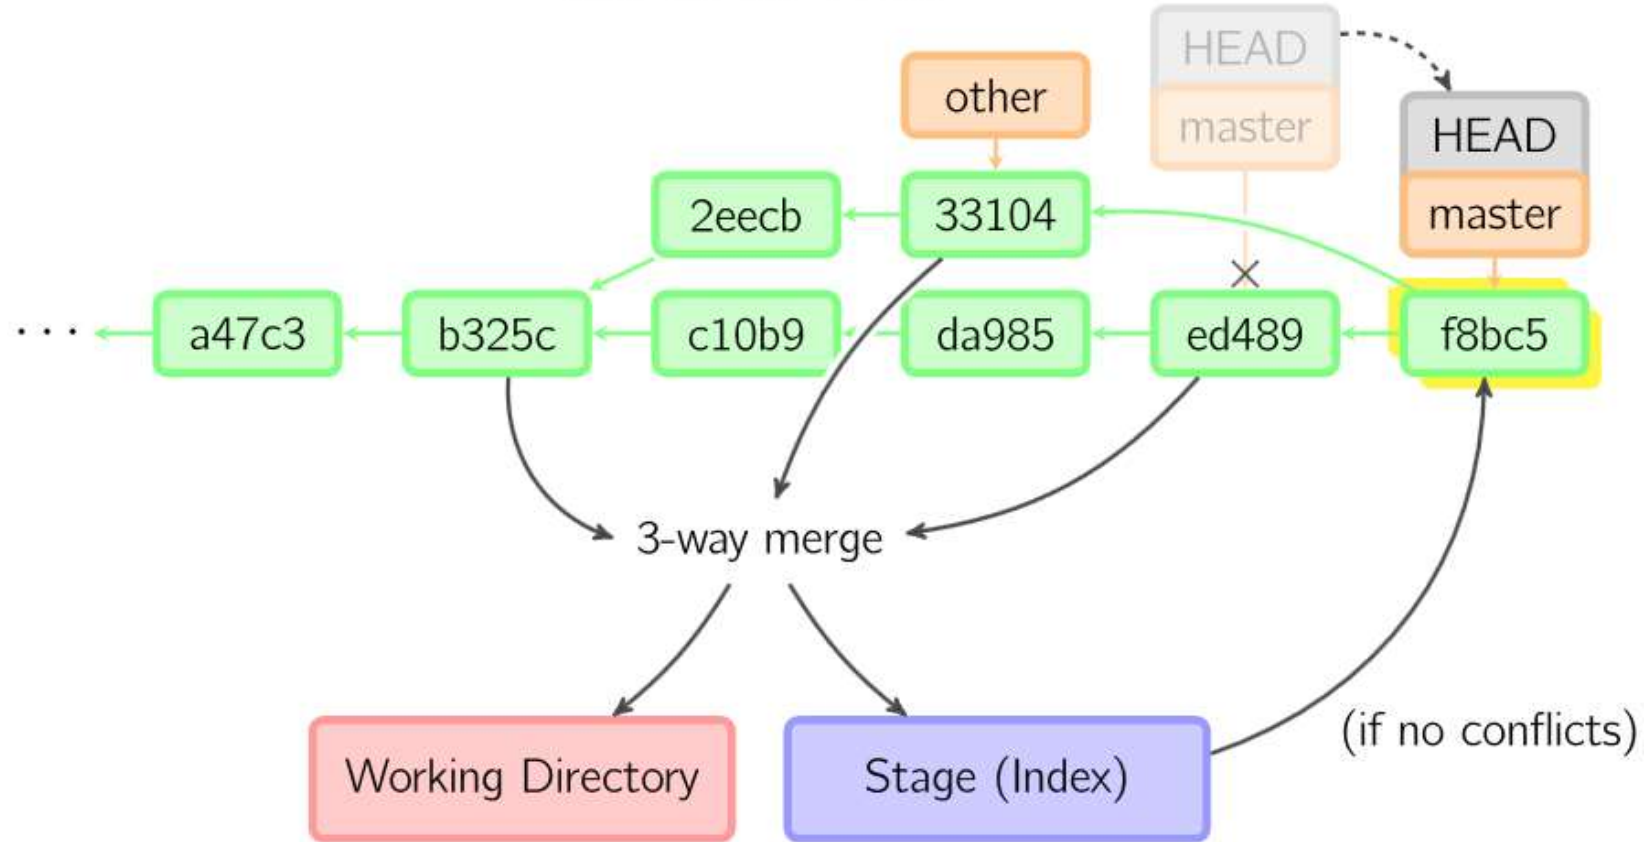 HEAD
master
other
HEAD
master
2eecb
33104
...
a47c3
b325c
c10b9
da985
ed489
f8bc5
3-way merge
(if no conflicts)
Working Directory
Stage (Index)